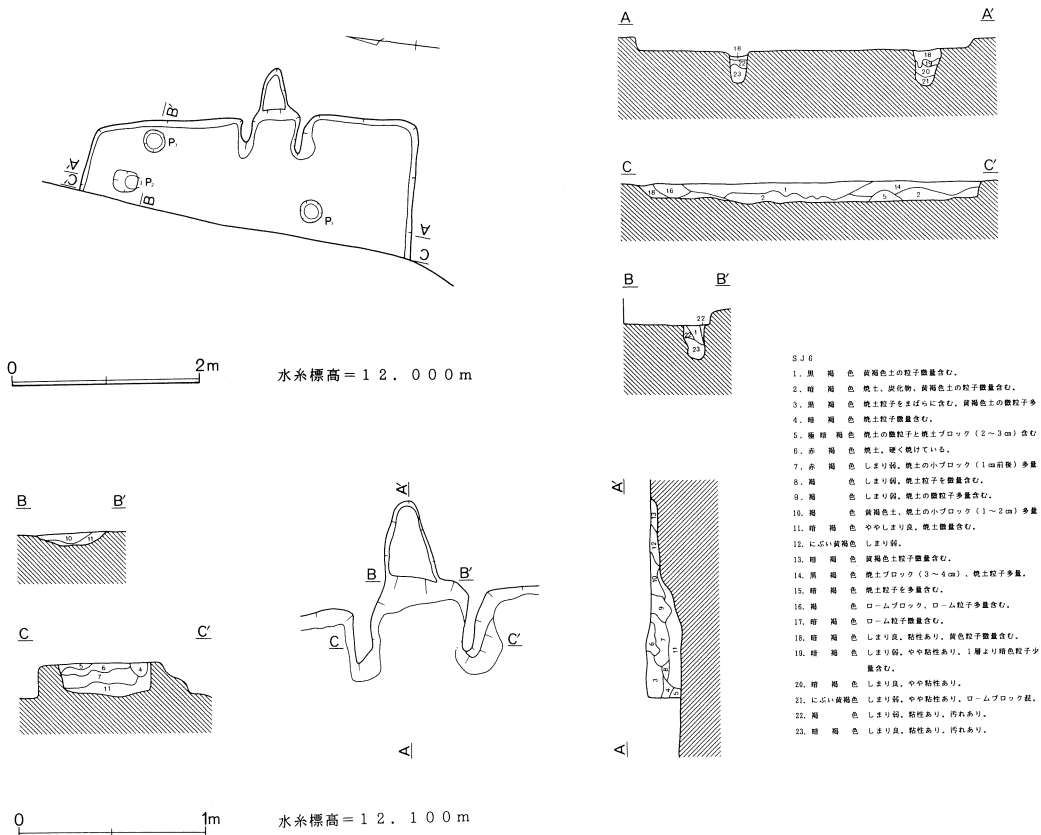 A A'
18
22
23
18
19
20
21
C C'
18 16 1 2 14 5 2
B B'
22
22 1
23
B'
A'
C'
P₁
P₂
B
P₁
A
C
0 2m
水糸標高=12.000m
SJ6
1.黒褐色 黄褐色土の粒子微量含む。
2.暗褐色 焼土、炭化物、黄褐色土の粒子微量含む。
3.黒褐色 焼土粒子をまばらに含む。黄褐色土の微粒子多
4.暗褐色 焼土粒子微量含む。
5.極暗褐色 焼土の微粒子と焼土ブロック(2~3㎝)含む
6.赤褐色 焼土。硬く焼けている。
7.赤褐色 しまり弱。焼土の小ブロック(1㎝前後)多量
8.褐色 しまり弱。焼土粒子を微量含む。
9.褐色 しまり弱。焼土の微粒子多量含む。
10.褐色 黄褐色土、焼土の小ブロック(1~2㎝)多量
11.暗褐色 ややしまり良。焼土微量含む。
12.にぶい黄褐色 しまり弱。
13.暗褐色 黄褐色土粒子微量含む。
14.黒褐色 焼土ブロック(3~4㎝)、焼土粒子多量。
15.暗褐色 焼土粒子を多量含む。
16.褐色 ロームブロック、ローム粒子多量含む。
17.暗褐色 ローム粒子微量含む。
18.暗褐色 しまり良。粘性あり。黄色粒子微量含む。
19.暗褐色 しまり弱。やや粘性あり。1層より暗色粒子少
量含む。
20.暗褐色 しまり良。やや粘性あり。
21.にぶい黄褐色 しまり弱。やや粘性あり。ロームブロック混。
22.褐色 しまり弱。粘性あり。汚れあり。
23.暗褐色 しまり良。粘性あり。汚れあり。
B B'
10 11
C C'
5 6 4
7
11
A'
B B'
C C'
A
A'
13
12
10
9
6 7
8 11
3 4 5
A
0 1m
水糸標高=12.100m